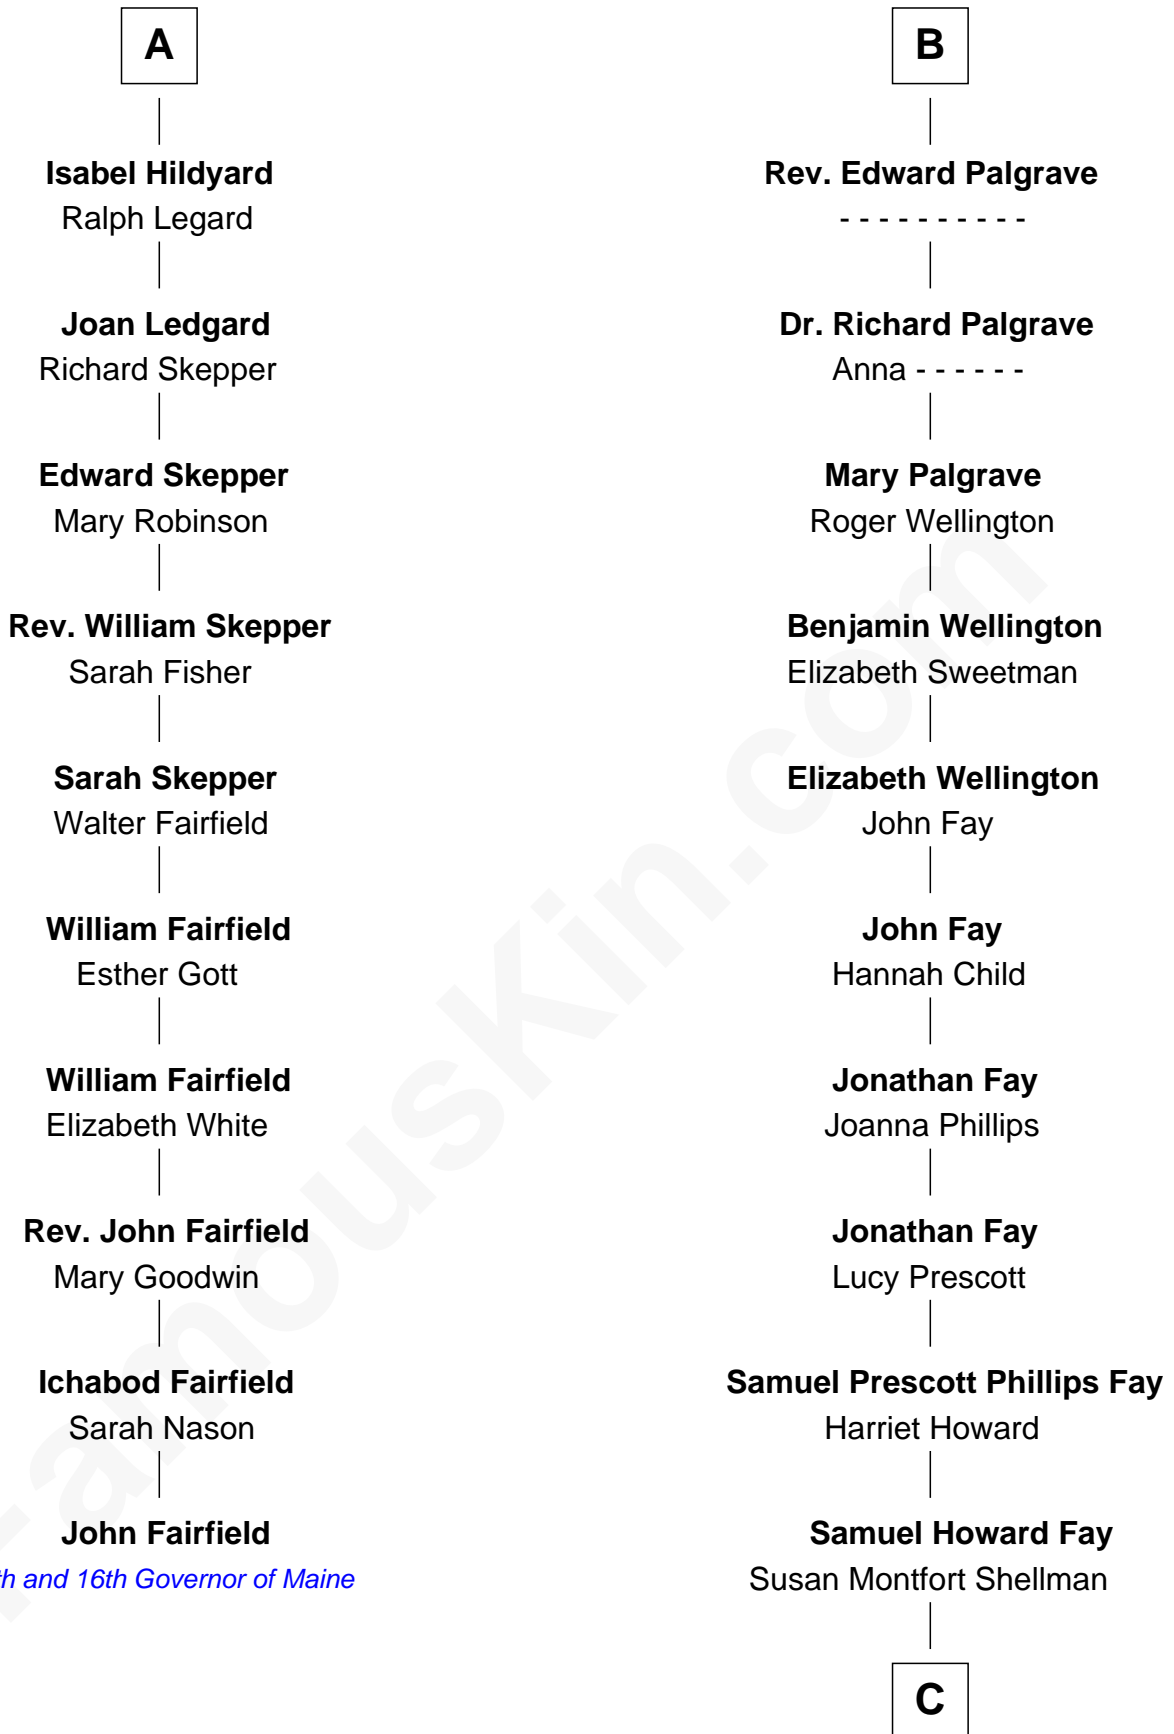 A
Isabel Hildyard
Ralph Legard
Joan Ledgard
Richard Skepper
Edward Skepper
Mary Robinson
Rev. William Skepper
Sarah Fisher
Sarah Skepper
Walter Fairfield
William Fairfield
Esther Gott
William Fairfield
Elizabeth White
Rev. John Fairfield
Mary Goodwin
Ichabod Fairfield
Sarah Nason
John Fairfield
and 16th Governor of Maine
B
Rev. Edward Palgrave
- - - - - - - - - -
Dr. Richard Palgrave
Anna - - - - - -
Mary Palgrave
Roger Wellington
Benjamin Wellington
Elizabeth Sweetman
Elizabeth Wellington
John Fay
John Fay
Hannah Child
Jonathan Fay
Joanna Phillips
Jonathan Fay
Lucy Prescott
Samuel Prescott Phillips Fay
Harriet Howard
Samuel Howard Fay
Susan Montfort Shellman
C
FamousKin.com